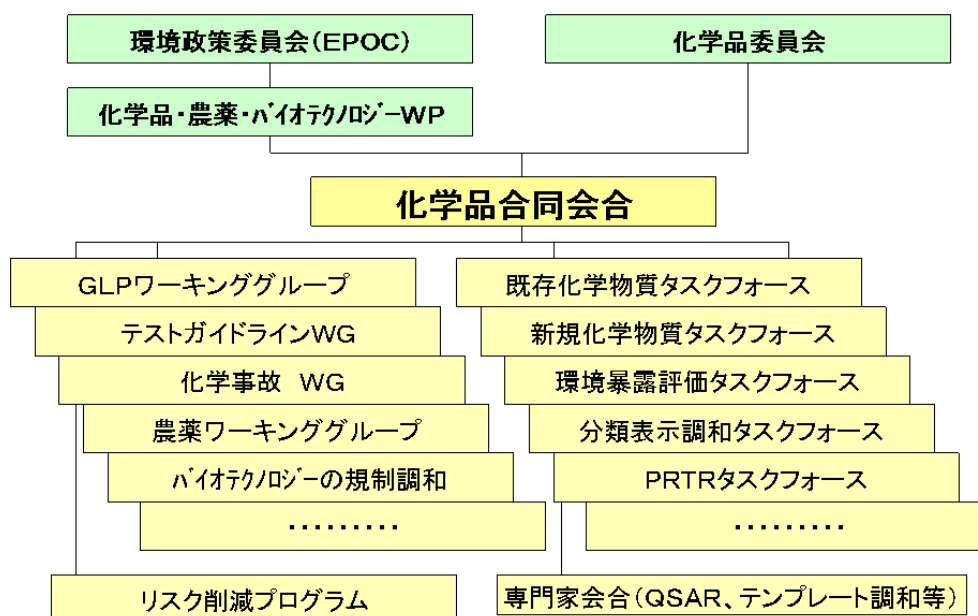 環境政策委員会(EPOC)
化学品委員会
化学品・農薬・ﾊﾞｲｵﾃｸﾉﾛｼﾞｰWP
化学品合同会合
GLPワーキンググループ
テストガイドラインWG
化学事故 WG
農薬ワーキンググループ
ﾊﾞｲｵﾃｸﾉﾛｼﾞｰの規制調和
・・・・・・・・・
リスク削減プログラム
既存化学物質タスクフォース
新規化学物質タスクフォース
環境暴露評価タスクフォース
分類表示調和タスクフォース
PRTRタスクフォース
・・・・・・・・・
専門家会合(QSAR、テンプレート調和等)